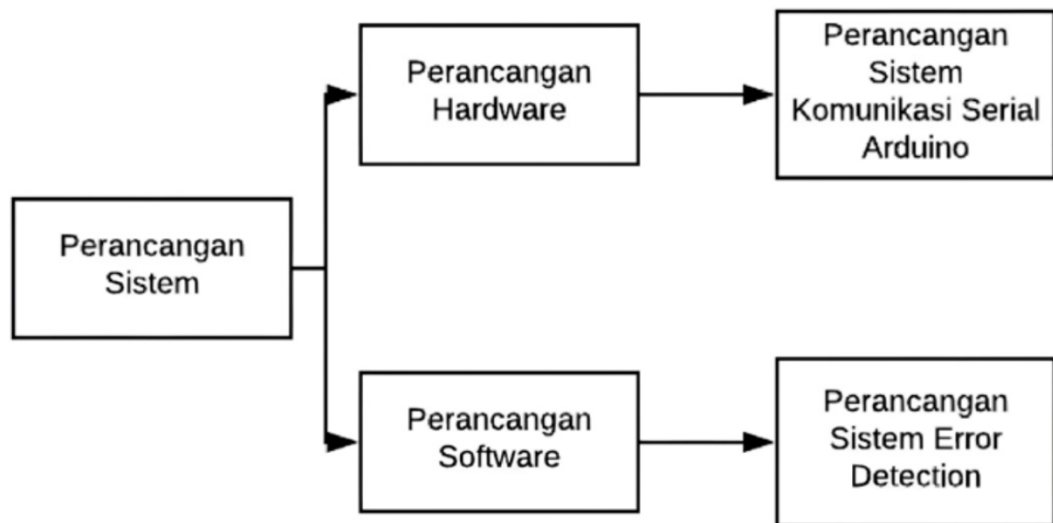 Perancangan
Hardware
Perancangan
Sistem
Komunikasi Serial
Arduino
Perancangan
Sistem
Perancangan
Software
Perancangan
Sistem Error
Detection